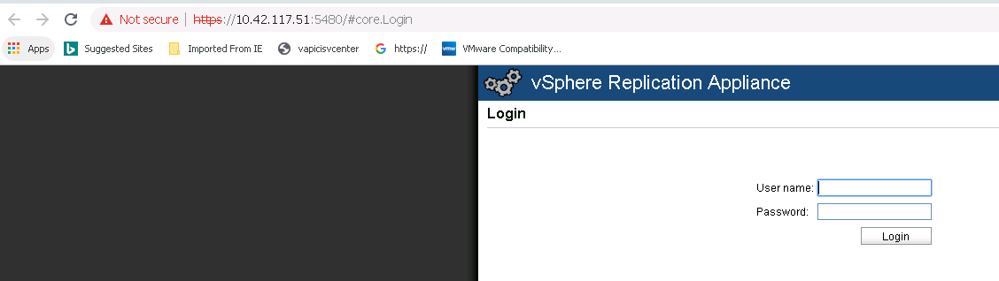 Not secure | https://10.42.117.51:5480/#core.Login
Apps Suggested Sites Imported From IE vapicisvcenter https:// vmw VMware Compatibility...
vSphere Replication Appliance
Login
User name:
Password:
Login